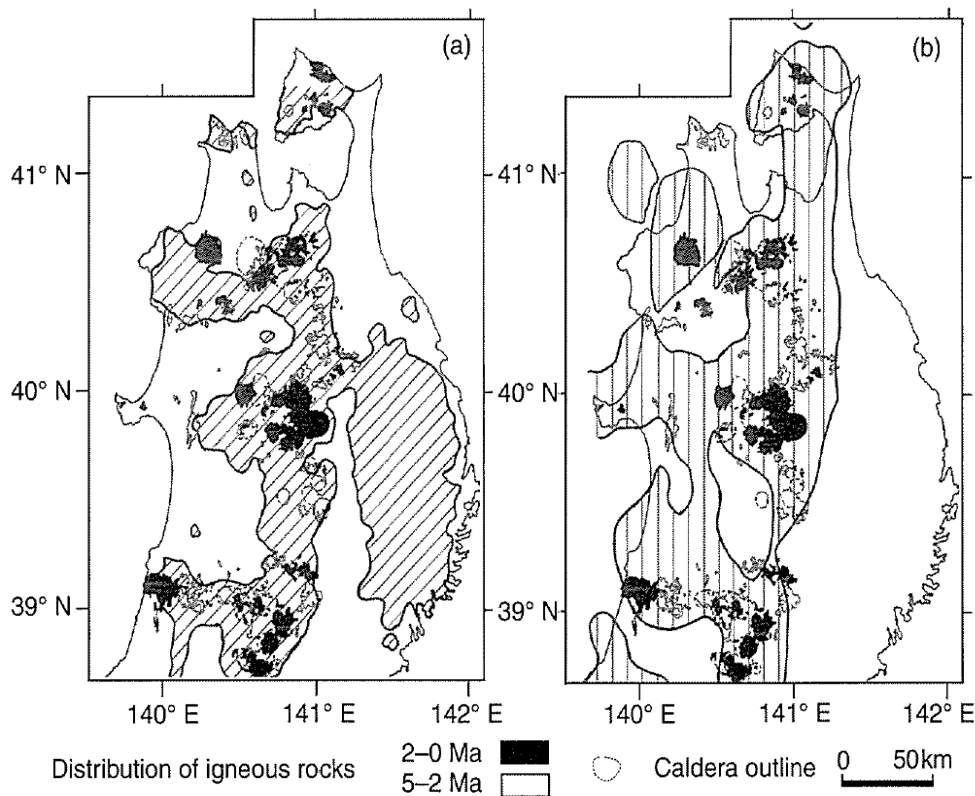 (a)
(b)
41° N
41° N
40° N
40° N
39° N
39° N
140° E
141° E
142° E
140° E
141° E
142° E
Distribution of igneous rocks
2–0 Ma
5–2 Ma
Caldera outline
0 50km